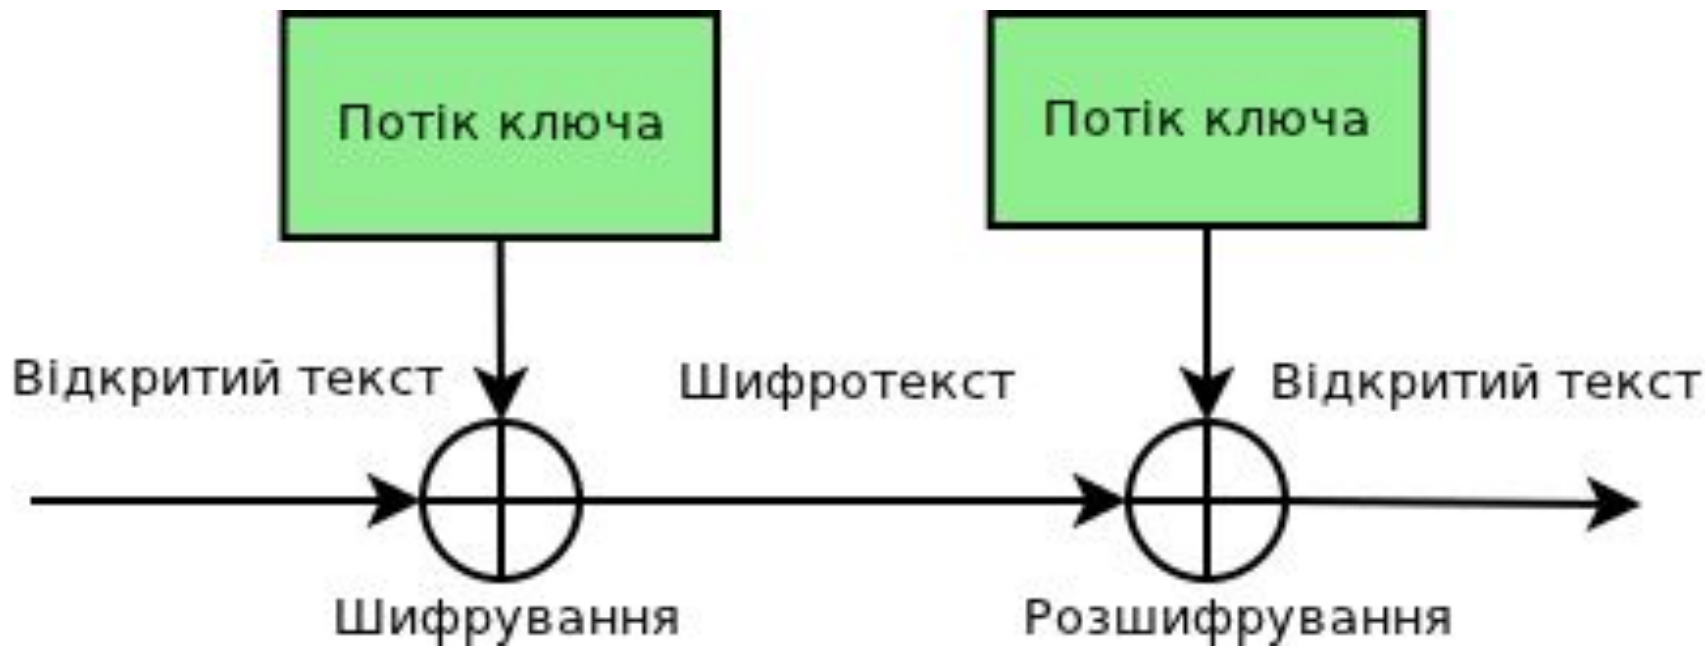 Потік ключа
Потік ключа
Відкритий текст
Шифротекст
Відкритий текст
Шифрування
Розшифрування